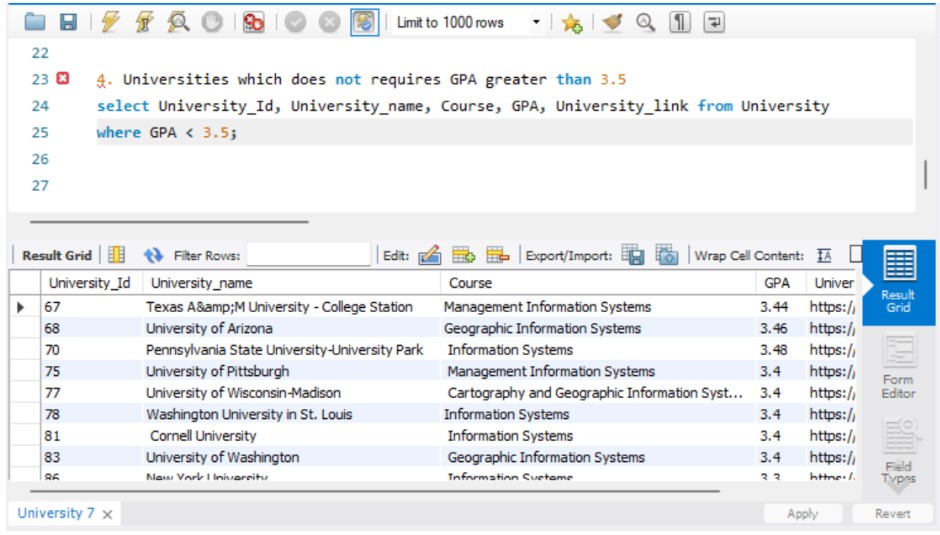 Limit to 1000 rows
22
23 4. Universities which does not requires GPA greater than 3.5
24 select University_Id, University_name, Course, GPA, University_link from University
25 where GPA < 3.5;
26
27
Result Grid Filter Rows: Edit: Export/Import: Wrap Cell Content:
University_Id University_name Course GPA Univer
67 Texas A&amp;M University - College Station Management Information Systems 3.44 https:/
68 University of Arizona Geographic Information Systems 3.46 https:/
70 Pennsylvania State University-University Park Information Systems 3.48 https:/
75 University of Pittsburgh Management Information Systems 3.4 https:/
77 University of Wisconsin-Madison Cartography and Geographic Information Syst... 3.4 https:/
78 Washington University in St. Louis Information Systems 3.4 https:/
81 Cornell University Information Systems 3.4 https:/
83 University of Washington Geographic Information Systems 3.4 https:/
86 New York University Information Systems 3.3 https:/
Result
Grid
Form
Editor
Field
Types
University 7 Apply Revert